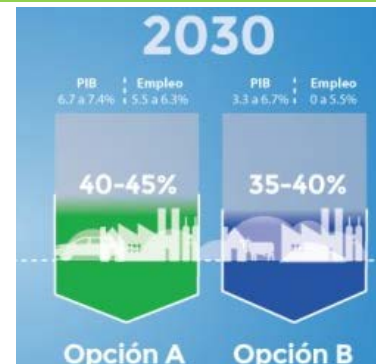 2030
PIB Empleo PIB Empleo
6.7 a 7.4% 5.5 a 6.3% 3.3 a 6.7% 0 a 5.5%
40-45% 35-40%
Opción A Opción B